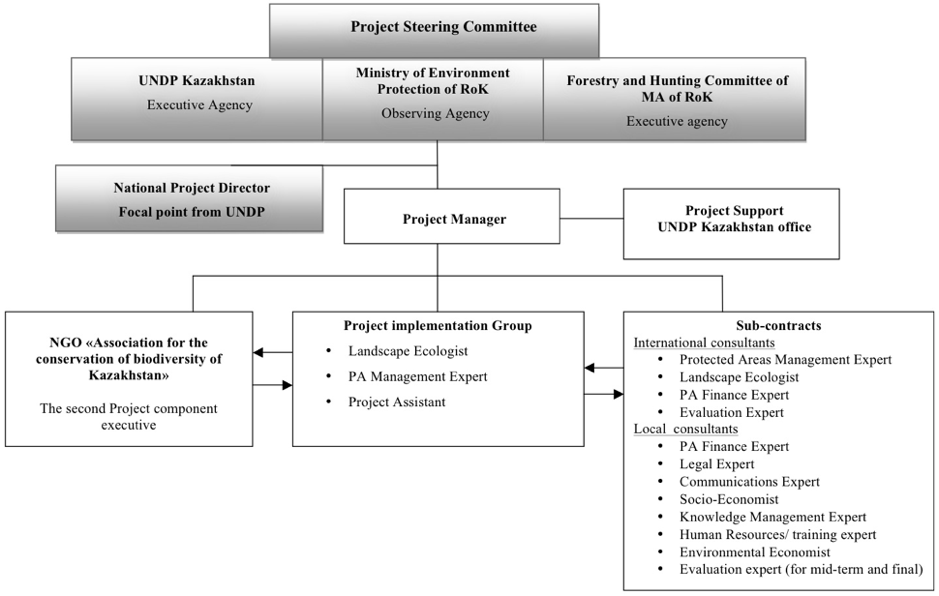 Project Steering Committee
UNDP Kazakhstan
Executive Agency
Ministry of Environment
Protection of RoK
Observing Agency
Forestry and Hunting Committee of
MA of RoK
Executive agency
National Project Director
Focal point from UNDP
Project Manager
Project Support
UNDP Kazakhstan office
NGO «Association for the
conservation of biodiversity of
Kazakhstan»
The second Project component
executive
Project implementation Group
• Landscape Ecologist
• PA Management Expert
• Project Assistant
Sub-contracts
International consultants
• Protected Areas Management Expert
• Landscape Ecologist
• PA Finance Expert
• Evaluation Expert
Local consultants
• PA Finance Expert
• Legal Expert
• Communications Expert
• Socio-Economist
• Knowledge Management Expert
• Human Resources/ training expert
• Environmental Economist
• Evaluation expert (for mid-term and final)